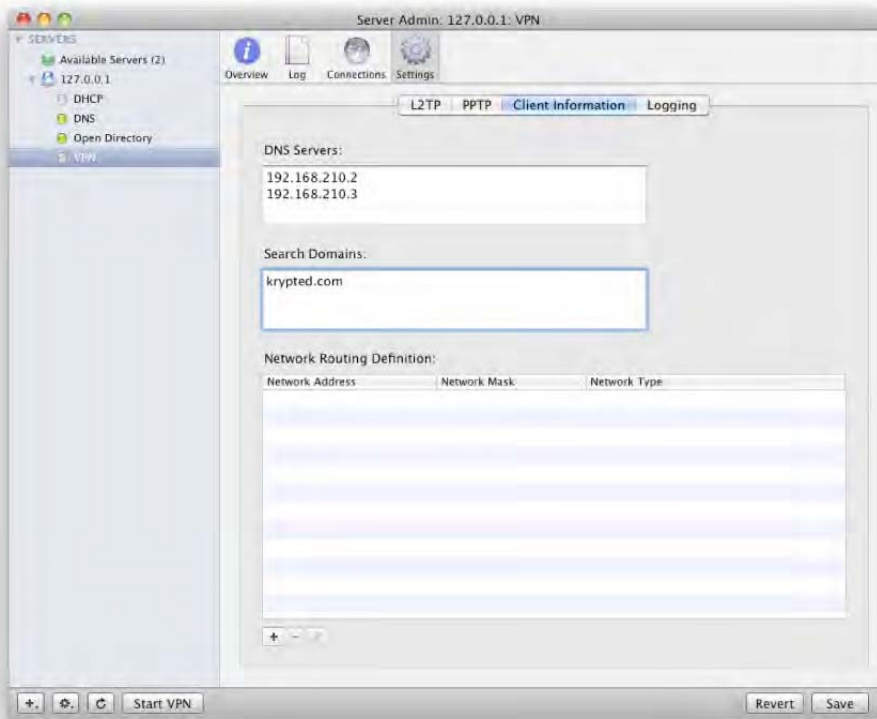 Server Admin: 127.0.0.1: VPN
SERVERS
Available Servers (2)
127.0.0.1
DHCP
DNS
Open Directory
VPN
Overview
Log
Connections
Settings
L2TP
PPTP
Client Information
Logging
DNS Servers:
192.168.210.2
192.168.210.3
Search Domains:
krypted.com
Network Routing Definition:
Network Address
Network Mask
Network Type
Start VPN
Revert
Save